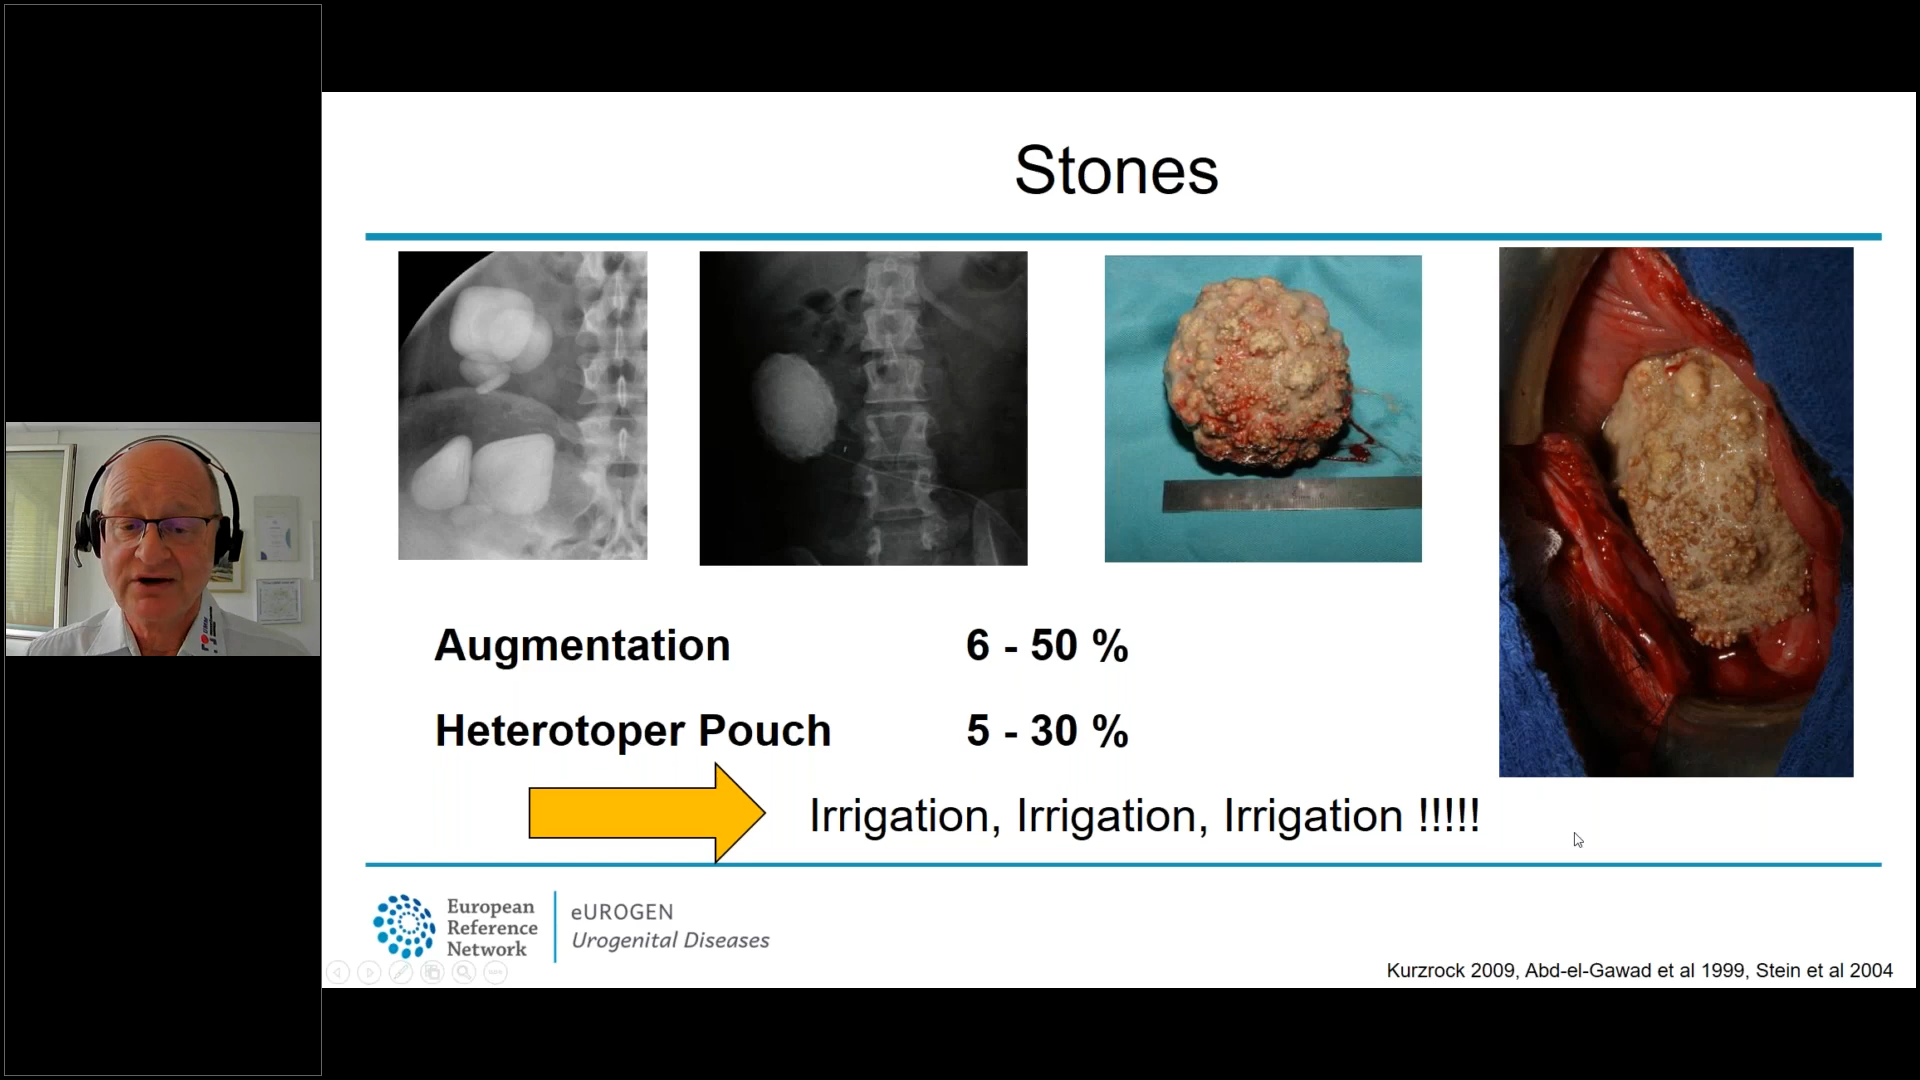 Stones
Augmentation 6 - 50 %
Heterotoper Pouch 5 - 30 %
Irrigation, Irrigation, Irrigation !!!!!
European
Reference
Network
eUROGEN
Urogenital Diseases
Kurzrock 2009, Abd-el-Gawad et al 1999, Stein et al 2004